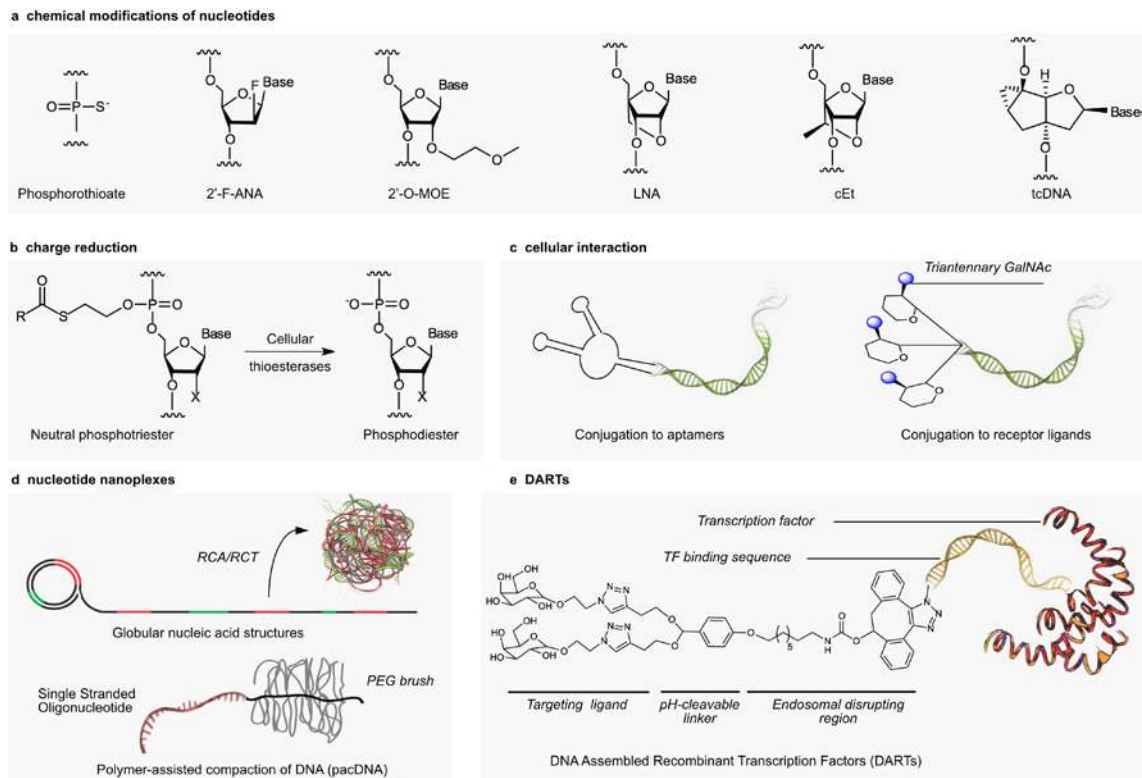 a chemical modifications of nucleotides
O=P–S-
Phosphorothioate
O
F
Base
O
O
2'-F-ANA
O
Base
O
O
O
O
2'-O-MOE
O
Base
O
O
O
LNA
O
Base
O
O
O
cEt
O
H
O
Base
O
tcDNA
b charge reduction
O
R
S
O
P
O
O
Base
O
O
X
Neutral phosphotriester
Cellular
thioesterases
-O
P
O
O
Base
O
O
X
Phosphodiester
c cellular interaction
Conjugation to aptamers
Triantennary GalNAc
O
O
O
Conjugation to receptor ligands
d nucleotide nanoplexes
RCA/RCT
Globular nucleic acid structures
Single Stranded
Oligonucleotide
PEG brush
Polymer-assisted compaction of DNA (pacDNA)
e DARTs
Transcription factor
TF binding sequence
Targeting ligand
pH-cleavable
linker
Endosomal disrupting
region
DNA Assembled Recombinant Transcription Factors (DARTs)